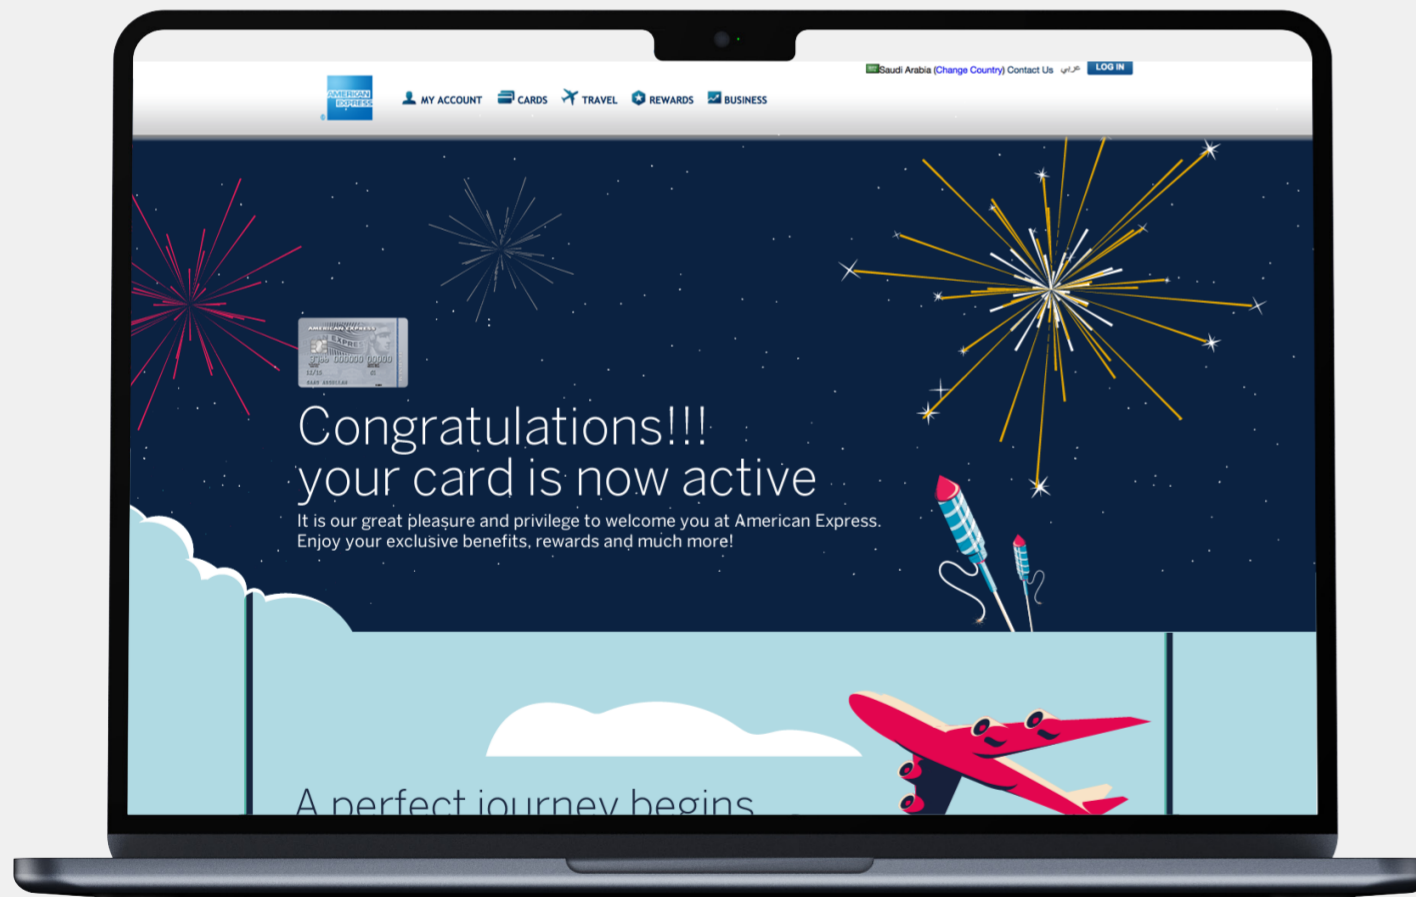 Saudi Arabia (Change Country) Contact Us عربي LOG IN
AMERICAN
EXPRESS
MY ACCOUNT CARDS TRAVEL REWARDS BUSINESS
AMERICAN EXPRESS
Congratulations!!!
your card is now active
It is our great pleasure and privilege to welcome you at American Express.
Enjoy your exclusive benefits, rewards and much more!
A perfect journey begins